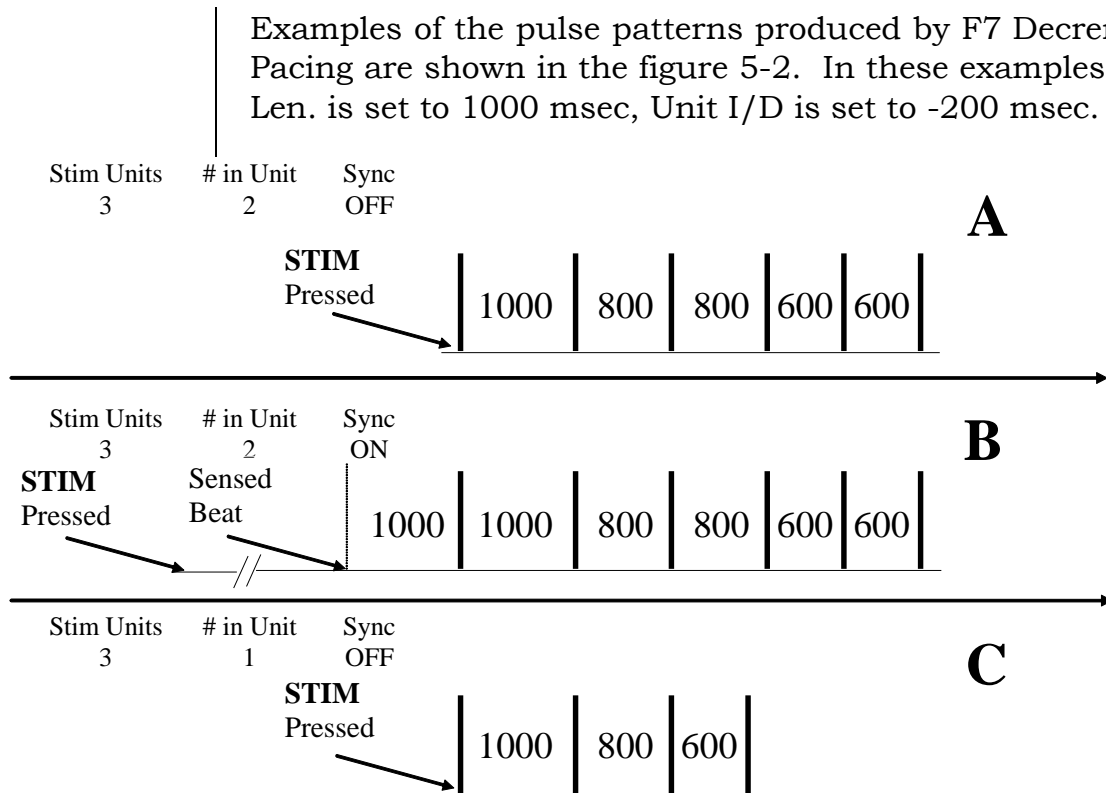 Examples of the pulse patterns produced by F7 Decre
Pacing are shown in the figure 5-2. In these examples
Len. is set to 1000 msec, Unit I/D is set to -200 msec.
Stim Units # in Unit Sync
3 2 OFF
A
STIM
Pressed
1000 800 800 600 600
Stim Units # in Unit Sync
3 2 ON
B
STIM Sensed
Pressed Beat
1000 1000 800 800 600 600
Stim Units # in Unit Sync
3 1 OFF
C
STIM
Pressed
1000 800 600